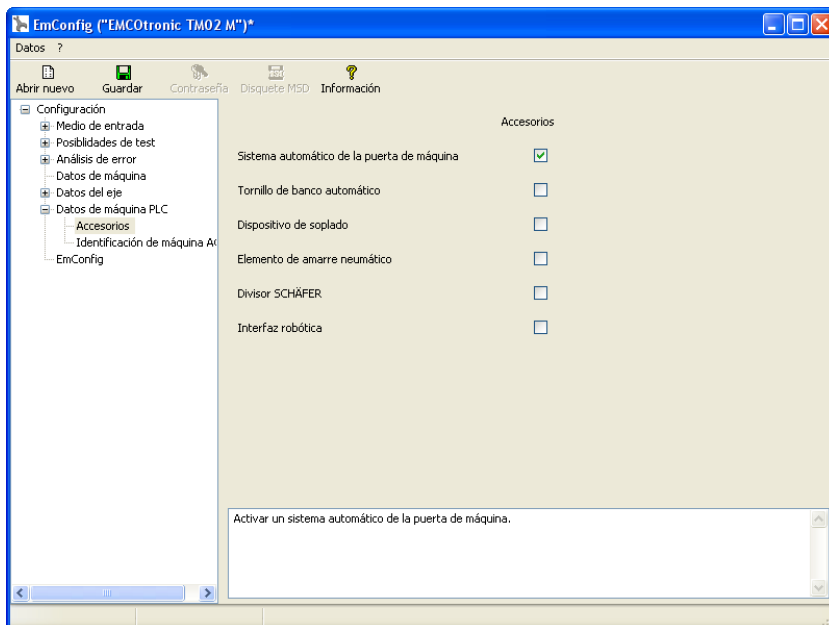 EmConfig ("EMCOtronic TM02 M")*
Datos ?
Abrir nuevo Guardar Contraseña Disquete MSD Información
Configuración
Medio de entrada
Posiblidades de test
Análisis de error
Datos de máquina
Datos del eje
Datos de máquina PLC
Accesorios
Identificación de máquina AC
EmConfig
Accesorios
Sistema automático de la puerta de máquina
Tornillo de banco automático
Dispositivo de soplado
Elemento de amarre neumático
Divisor SCHÄFER
Interfaz robótica
Activar un sistema automático de la puerta de máquina.